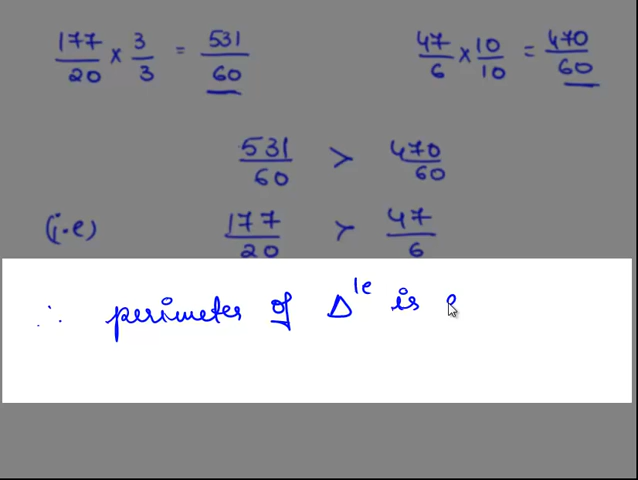 177/20 × 3/3 = 531/60
47/6 × 10/10 = 470/60
531/60 > 470/60
(i.e) 177/20 > 47/6
∴ perimeter of Δle is